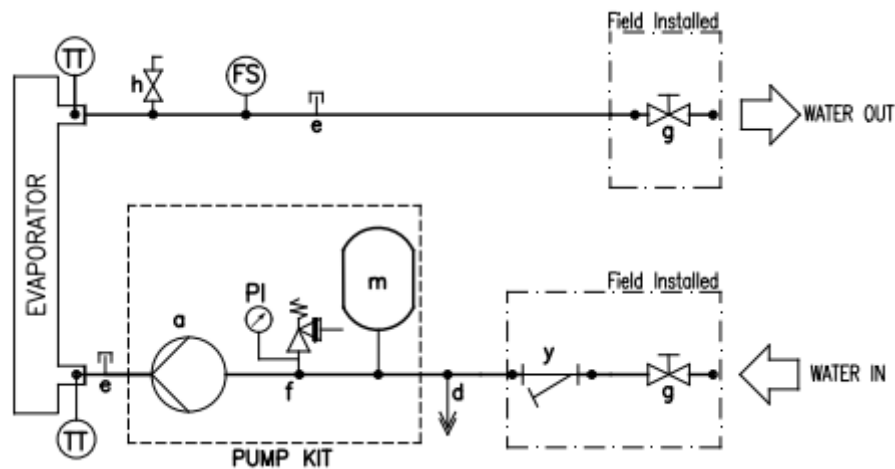 Field Installed
TT
h
FS
e
g
WATER OUT
EVAPORATOR
Field Installed
m
PI
a
y
e
f
d
g
WATER IN
TT
PUMP KIT